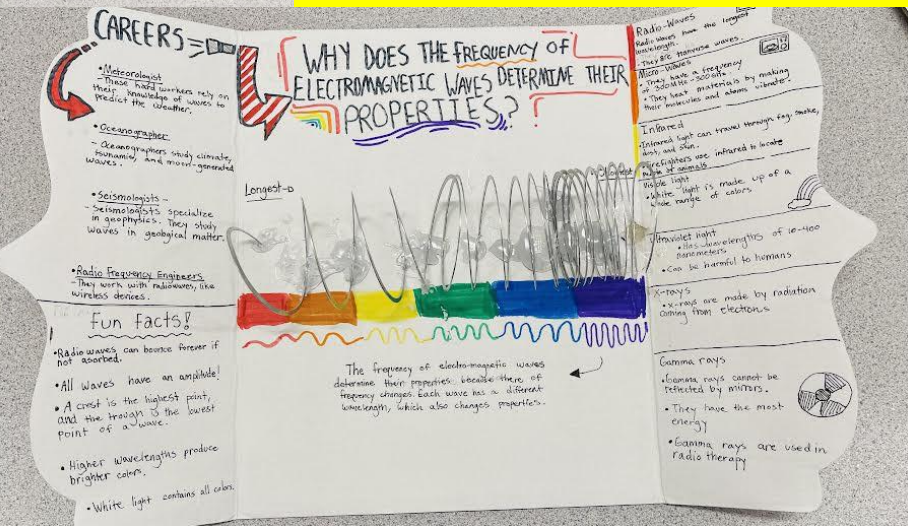 CAREERS
• Meteorologist
- These hard workers rely on
their knowledge of waves to
predict the weather.
• Oceanographer
- Oceanographers study climate,
tsunamis, and moon-generated
waves.
• Seismologists -
- Seismologists specialize
in geophysics. They study
waves in geological matter.
• Radio Frequency Engineers
- They work with radiowaves, like
wireless devices.
Fun Facts!
• Radio waves can bounce forever if
not asorbed.
• All waves have an amplitude!
• A crest is the highest point,
and the trough is the lowest
point of a wave.
• Higher wavelengths produce
brighter colors.
• White light contains all colors.
WHY DOES THE FREQUENCY OF
ELECTROMAGNETIC WAVES DETERMINE THEIR
PROPERTIES?
Longest
The frequency of electro-magnetic waves
determine their properties because there of
frequency changes. Each wave has a different
wavelength, which also changes properties.
Radio-Waves
Radio Waves have the longest
wavelength.
• They are transverse waves.
Micro-Waves
• They have a frequency
of 300MHz - 300GHz.
• They heat materials by making
their molecules and atoms vibrate.
Infrared
• Infrared light can travel through fog, smoke,
dust, and skin.
Firefighters use infrared to locate
animals
Visible light
• White light is made up of a
wide range of colors
Ultraviolet light
• Has wavelengths of 10-400
nanometers
• Can be harmful to humans
X-rays
• X-rays are made by radiation
coming from electrons
Gamma rays
• Gamma rays cannot be
reflected by mirrors.
• They have the most
energy
• Gamma rays are used in
radio therapy